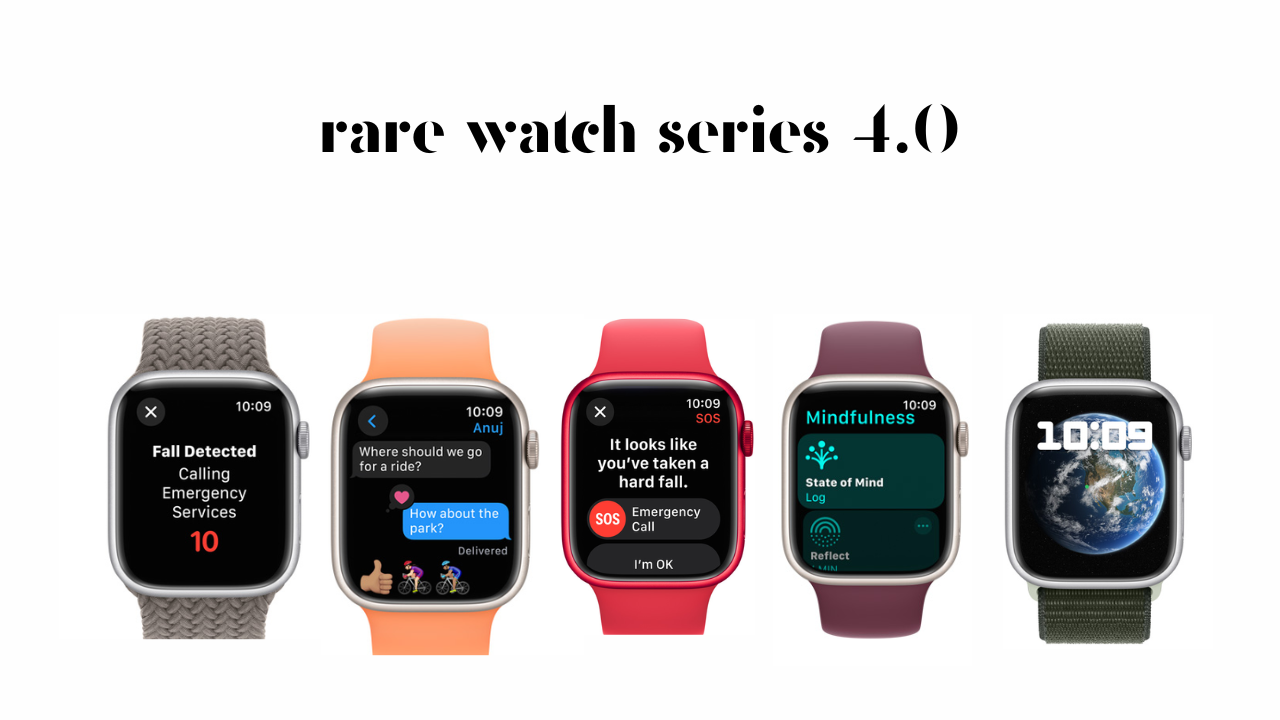 rare watch series 4.0
10:09
Fall Detected
Calling
Emergency
Services
10
10:09
Anuj
Where should we go
for a ride?
How about the
park?
Delivered
10:09
SOS
It looks like
you’ve taken a
hard fall.
SOS
Emergency
Call
I'm OK
10:09
Mindfulness
State of Mind
Log
Reflect
MIN
10:09